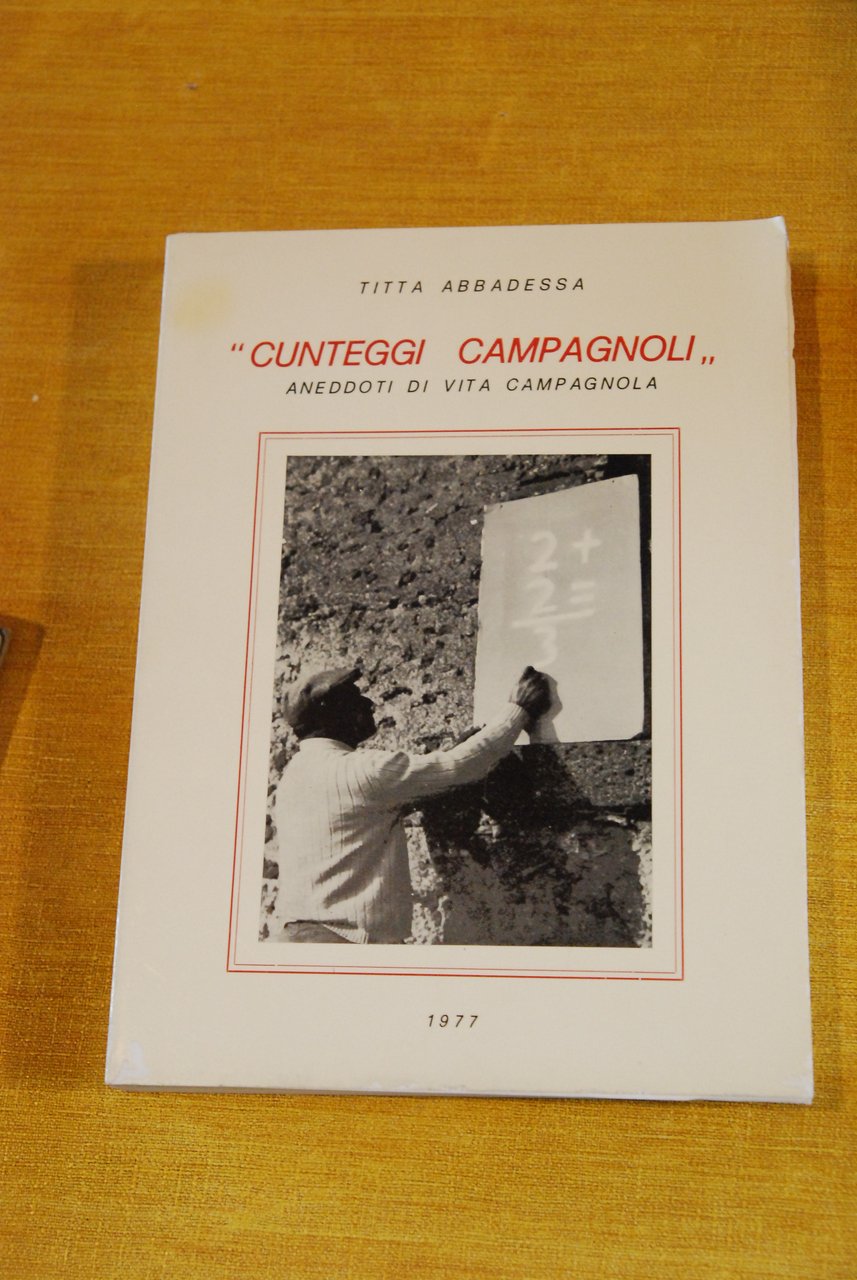 TITTA ABBADESSA
"CUNTEGGI CAMPAGNOLI„
ANEDDOTI DI VITA CAMPAGNOLA
2 +
2 =
3
1977